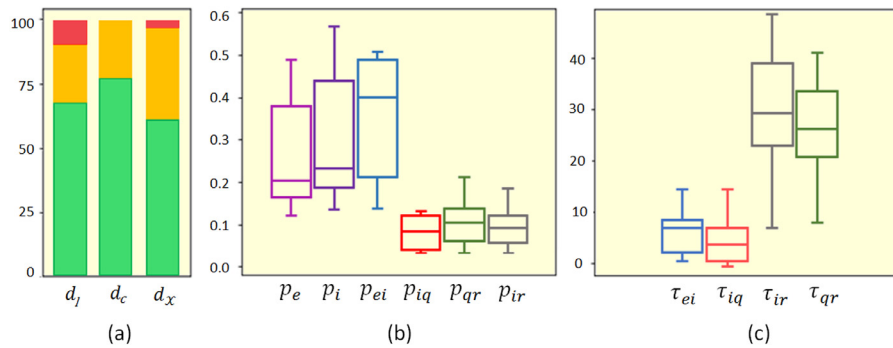 100
75
50
25
0
d_l d_c d_x
(a)
0.6
0.5
0.4
0.3
0.2
0.1
0.0
p_e p_i p_ei p_iq p_qr p_ir
(b)
40
30
20
10
0
τ_ei τ_iq τ_ir τ_qr
(c)